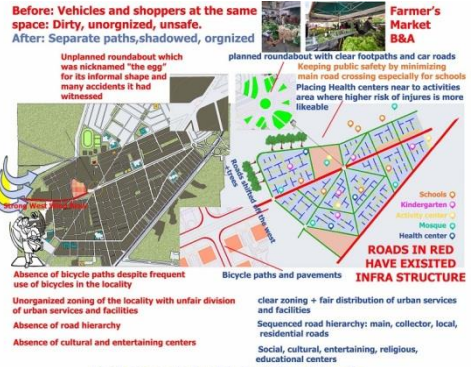 Before: Vehicles and shoppers at the same
space: Dirty, unorgnized, unsafe.
After: Separate paths,shadowed, orgnized
Farmer's
Market
B&A
Unplanned roundabout which
was nicknamed "the egg"
for its informal shape and
many accidents it had
witnessed
planned roundabout with clear footpaths and car roads
Keeping public safety by minimizing
main road crossing especially for schools
Placing Health centers near to activities
area where higher risk of injures is more
likeable
Strong West Wind
Roads shifted off the west
+trees
Schools
Kindergarten
Activity center
Mosque
Health center
ROADS IN RED
HAVE EXISITED
INFRA STRUCTURE
Absence of bicycle paths despite frequent
use of bicycles in the locality
Bicycle paths and pavements
Unorganized zoning of the locality with unfair division
of urban services and facilities
clear zoning + fair distribution of urban services
and facilities
Absence of road hierarchy
Sequenced road hierarchy: main, collector, local,
residential roads
Absence of cultural and entertaining centers
Social, cultural, entertaining, religious,
educational centers